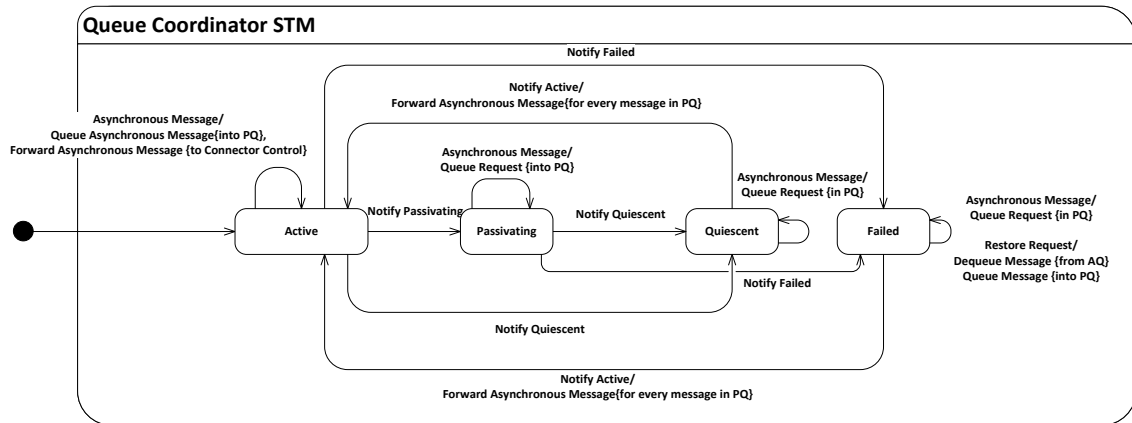 Queue Coordinator STM
Notify Failed
Notify Active/
Forward Asynchronous Message{for every message in PQ}
Asynchronous Message/
Queue Asynchronous Message{into PQ},
Forward Asynchronous Message {to Connector Control}
Asynchronous Message/
Queue Request {into PQ}
Asynchronous Message/
Queue Request {in PQ}
Asynchronous Message/
Queue Request {in PQ}
Notify Passivating
Notify Quiescent
Active
Passivating
Quiescent
Failed
Restore Request/
Dequeue Message {from AQ}
Queue Message {into PQ}
Notify Failed
Notify Quiescent
Notify Active/
Forward Asynchronous Message{for every message in PQ}